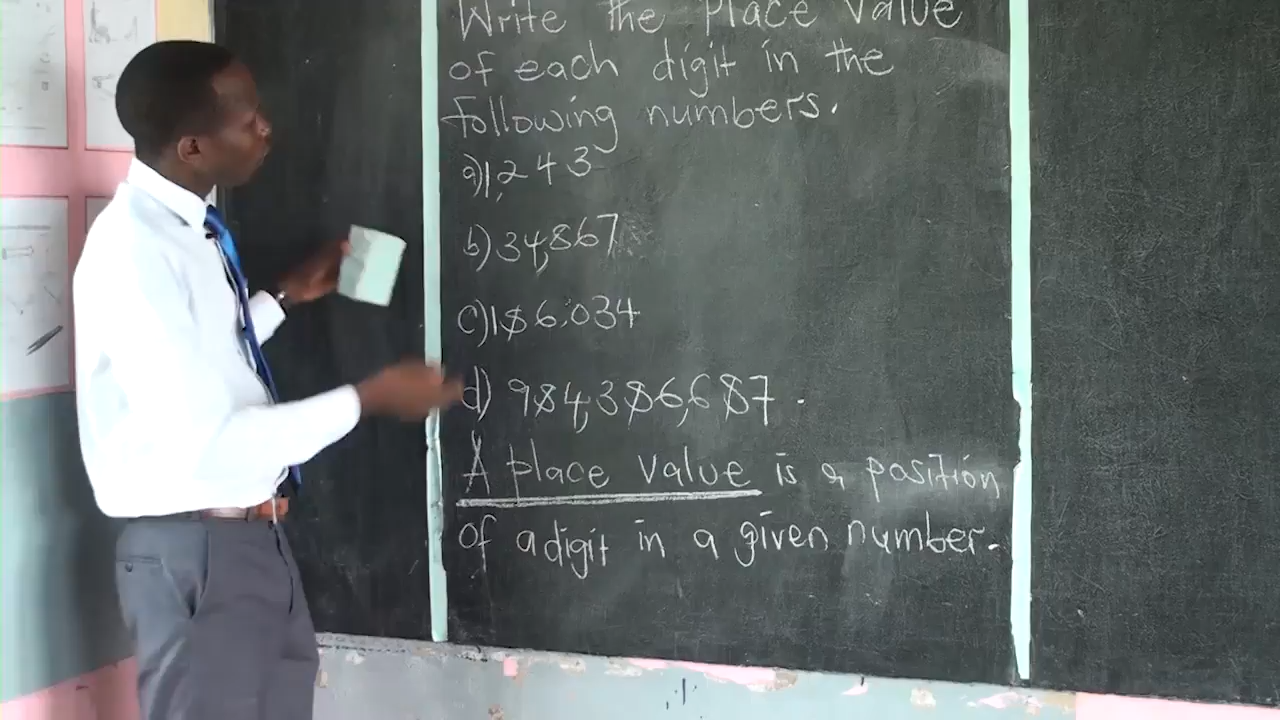 Write the Place Value
of each digit in the
following numbers.
a) 1,243
b) 34,867
c) 186,034
d) 984,386,687.
A place value is a position
of a digit in a given number.